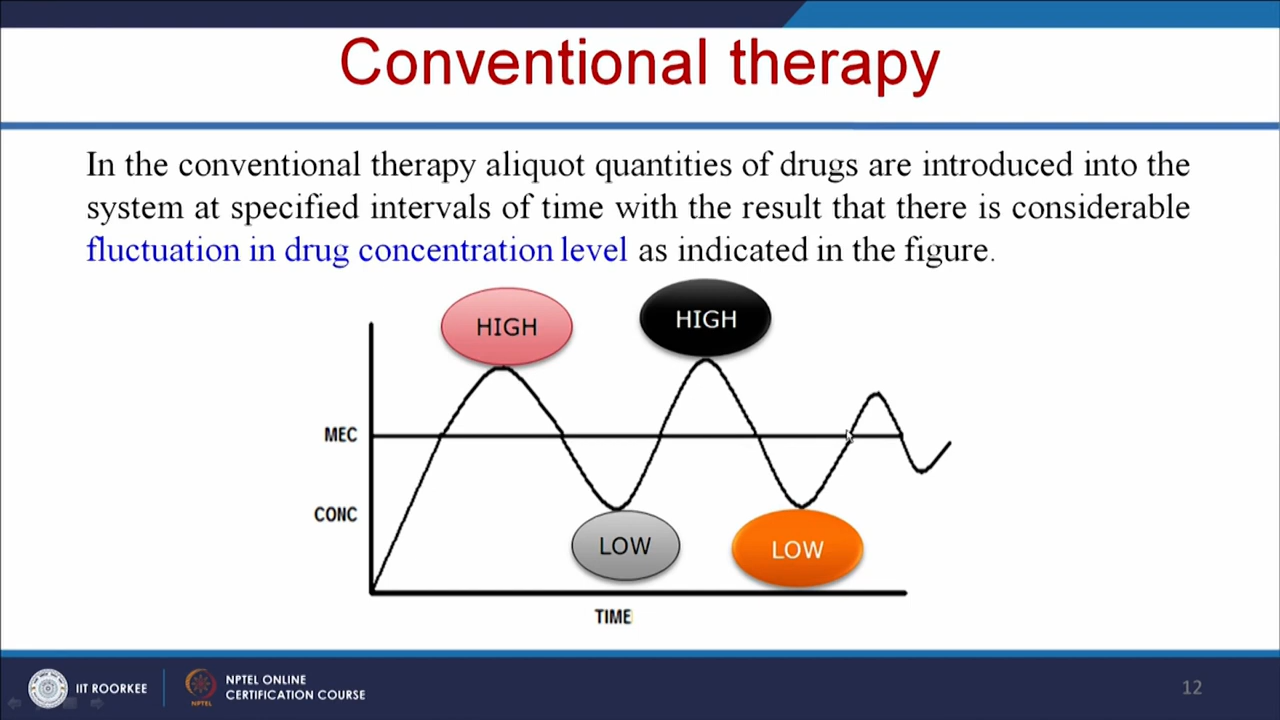 Conventional therapy
In the conventional therapy aliquot quantities of drugs are introduced into the
system at specified intervals of time with the result that there is considerable
fluctuation in drug concentration level as indicated in the figure.
HIGH
HIGH
MEC
CONC
LOW
LOW
TIME
IIT ROORKEE
NPTEL
NPTEL ONLINE
CERTIFICATION COURSE
12